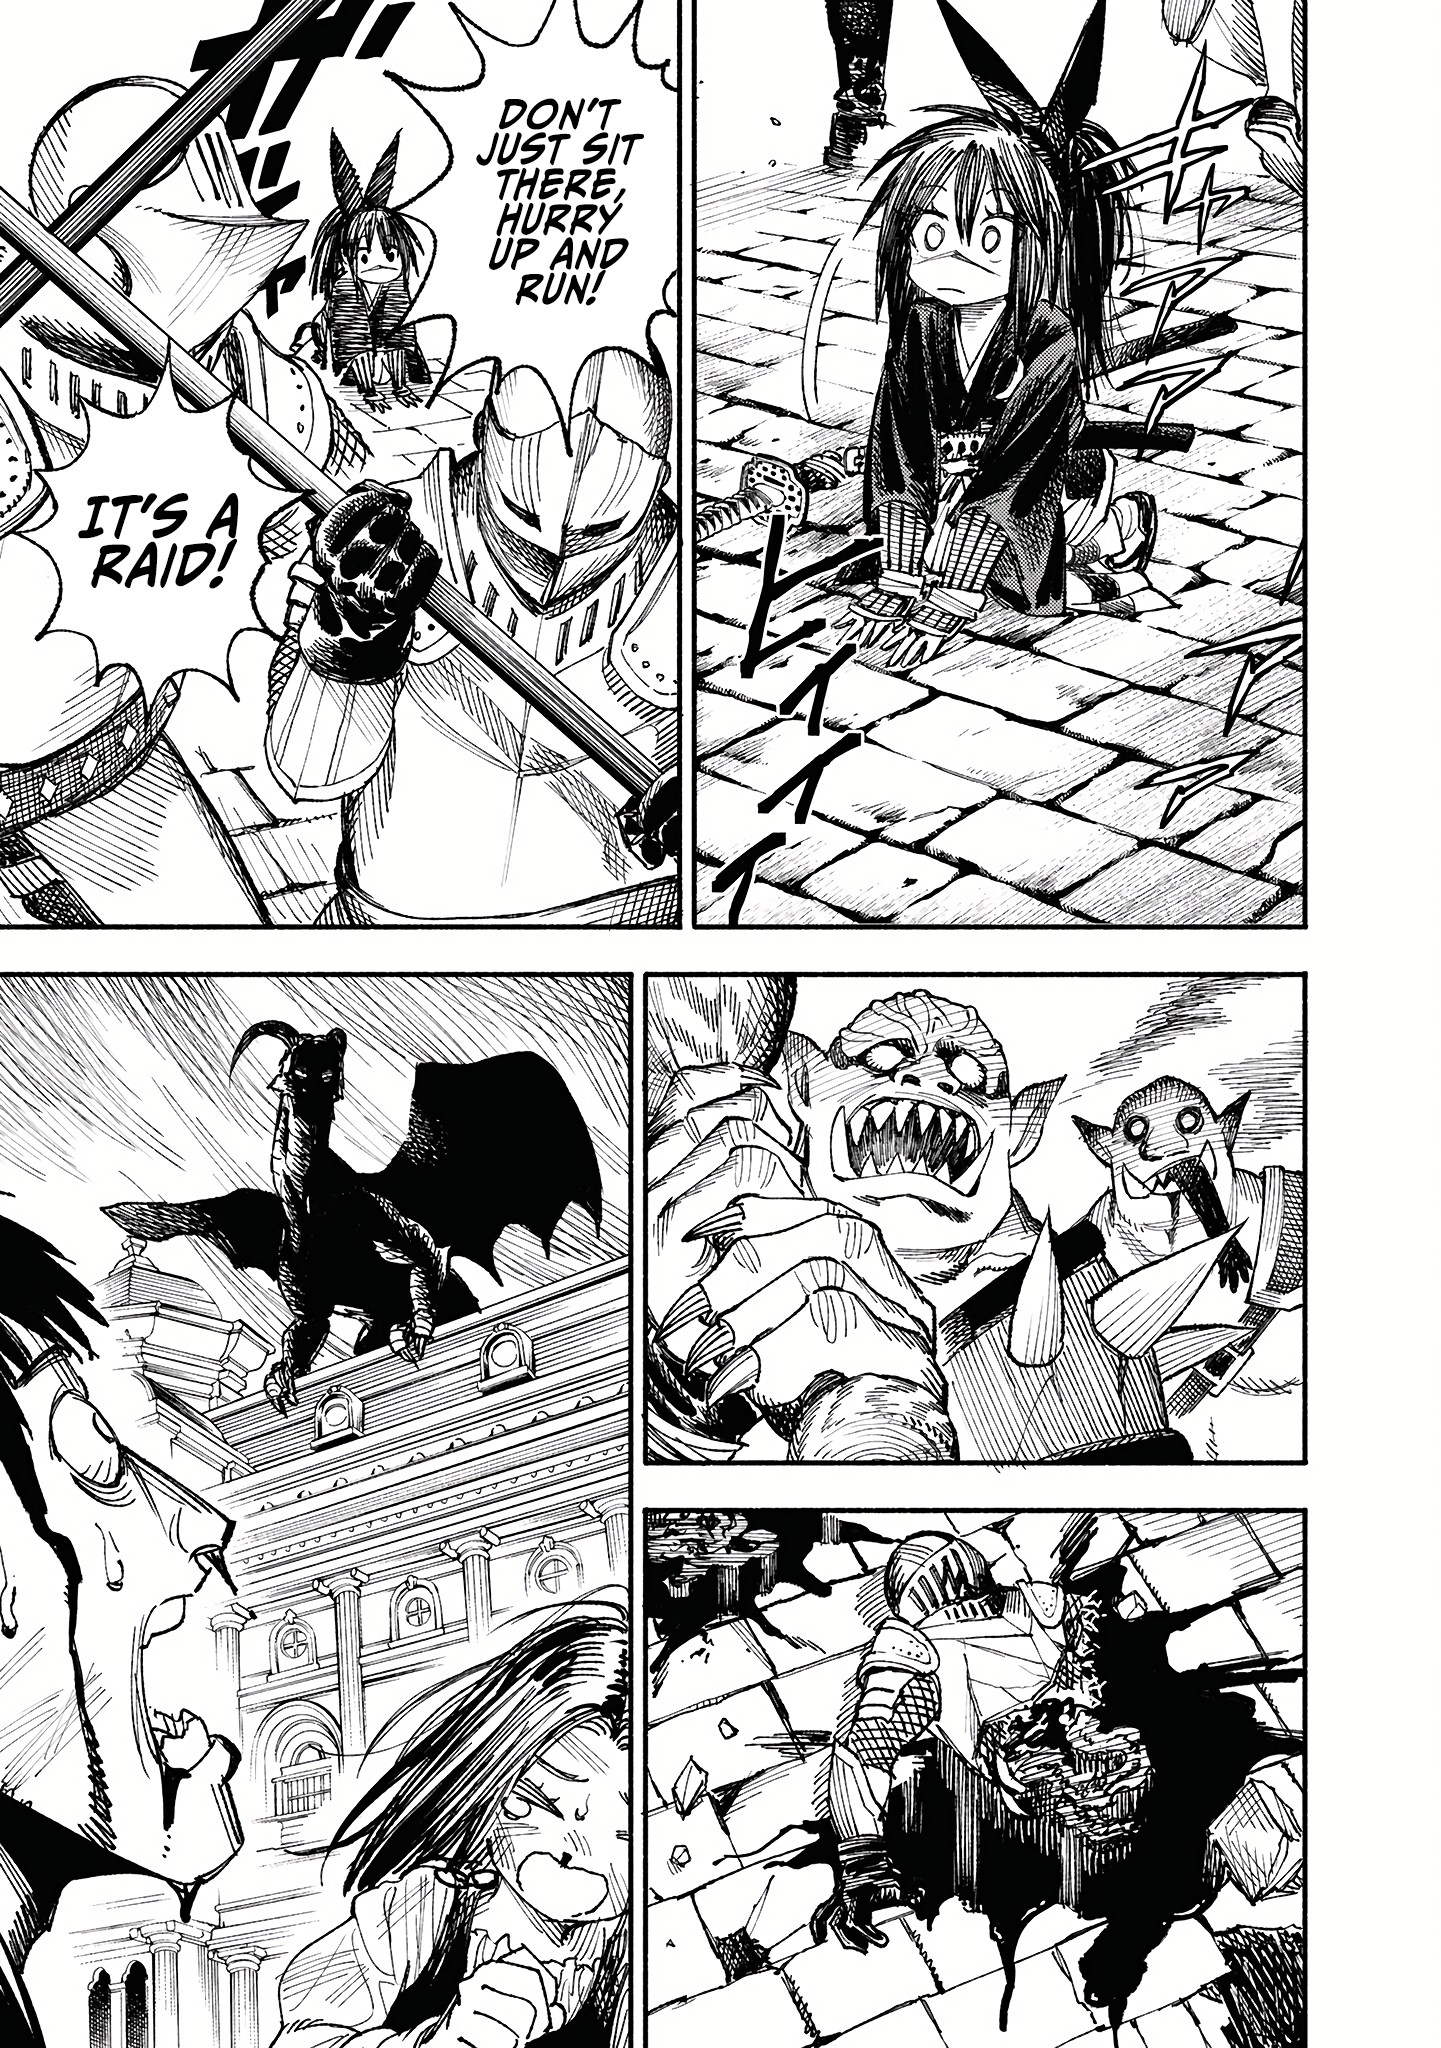 DON'T
JUST SIT
THERE,
HURRY
UP AND
RUN!
IT'S A
RAID!